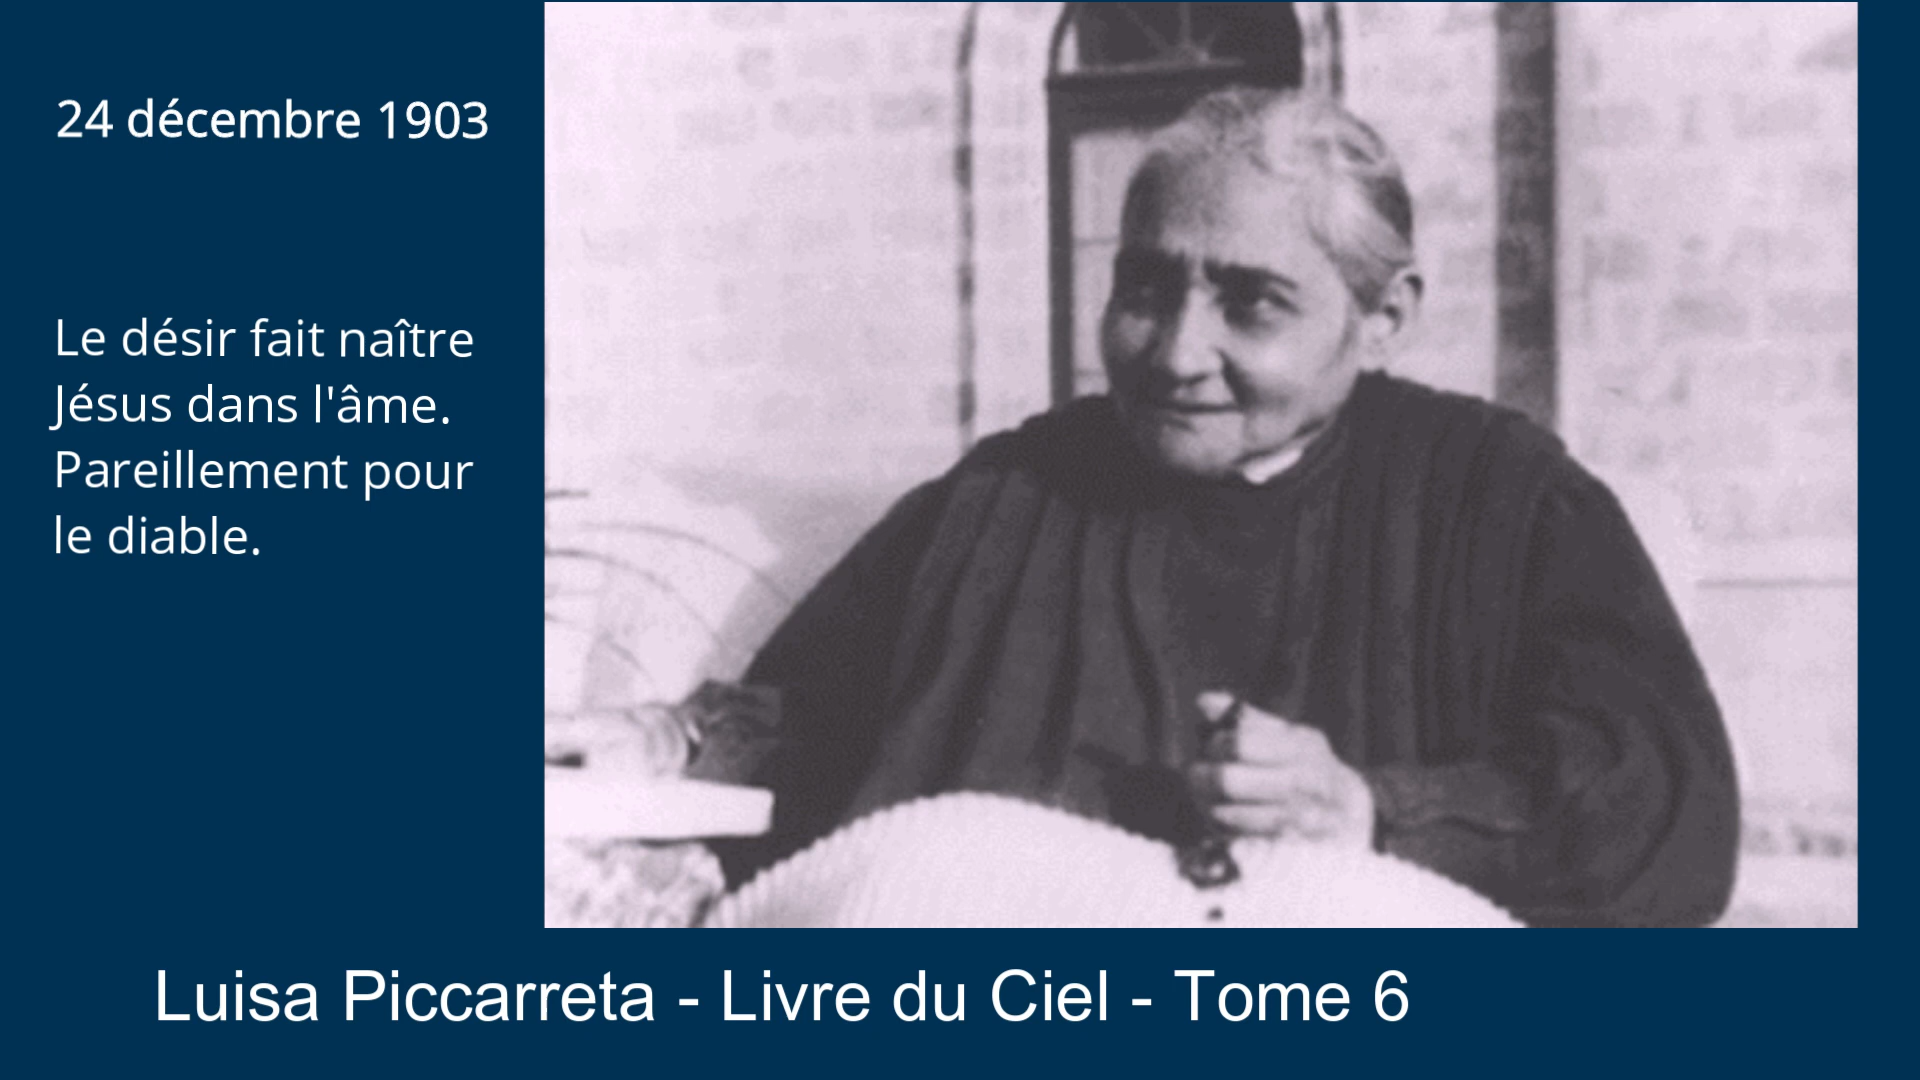 24 décembre 1903
Le désir fait naître
Jésus dans l'âme.
Pareillement pour
le diable.
Luisa Piccarreta - Livre du Ciel - Tome 6